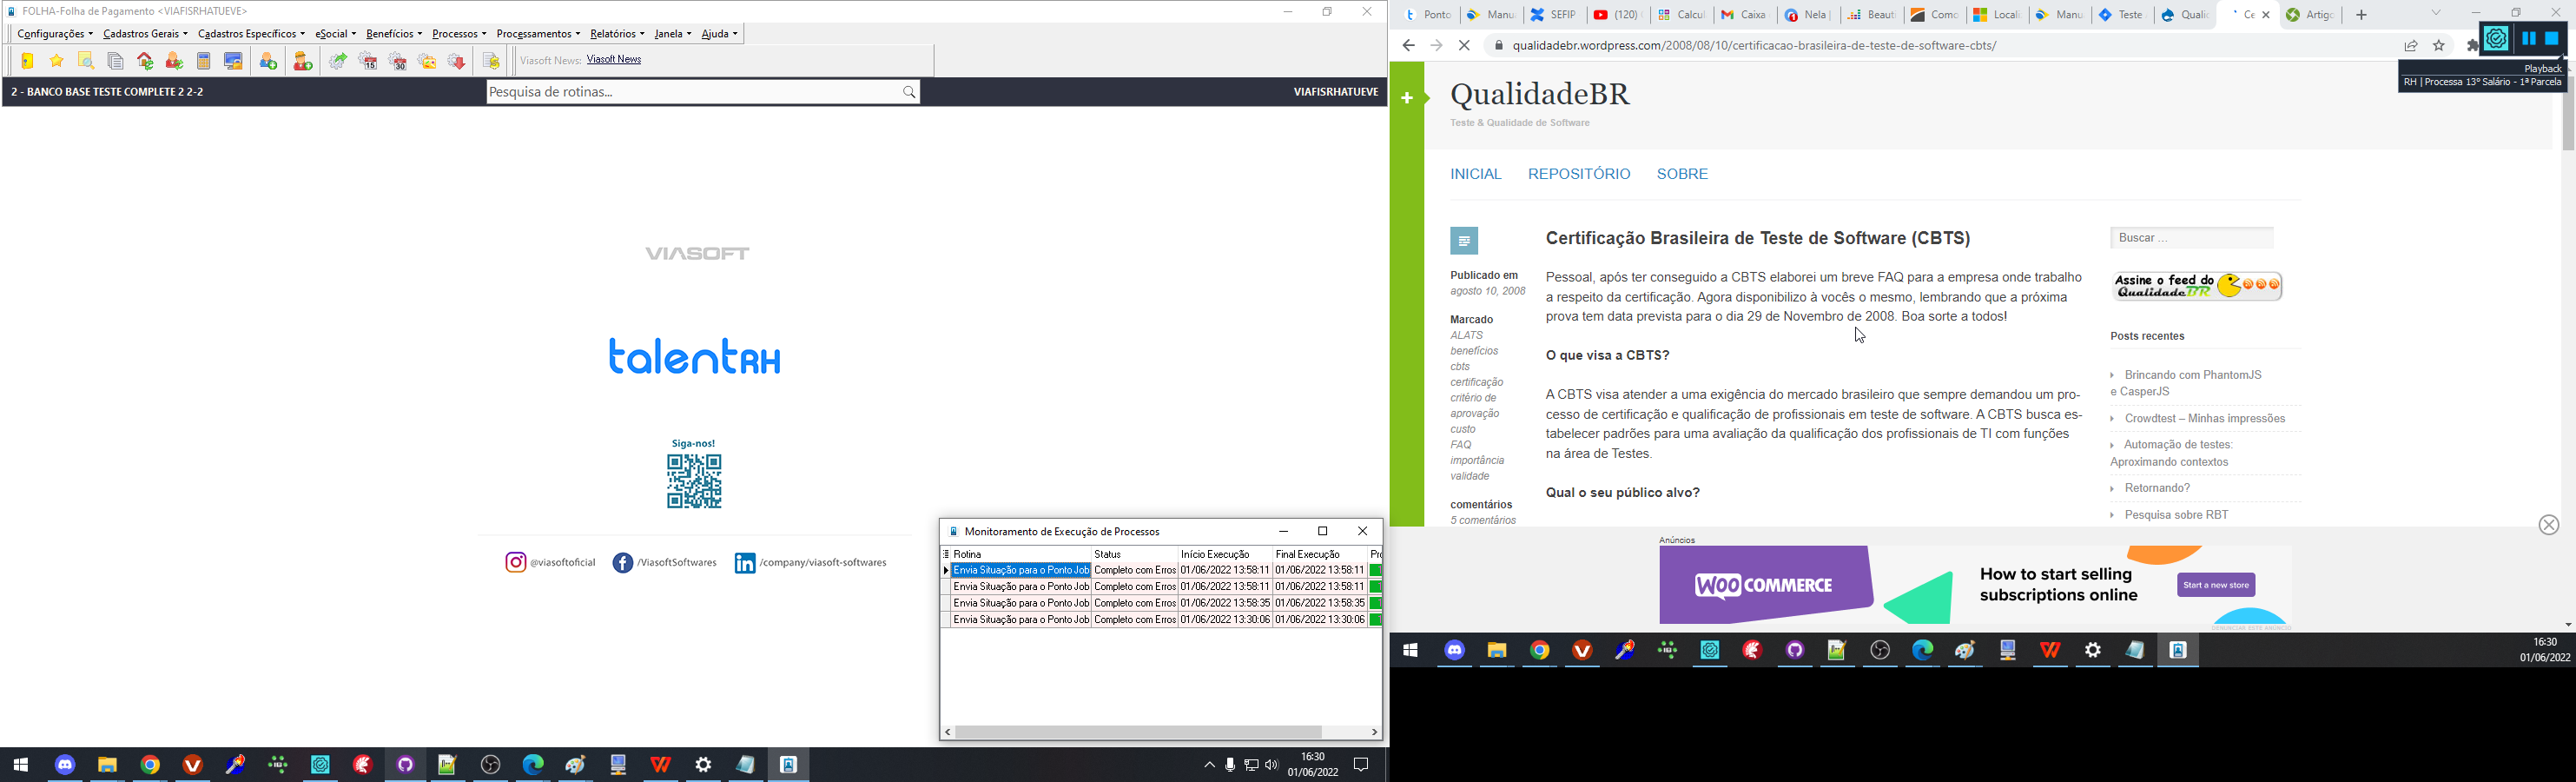 FOLHA-Folha de Pagamento <VIAFISRHATUEVE>
Configurações Cadastros Gerais Cadastros Específicos eSocial Benefícios Processos Processamentos Relatórios Janela Ajuda
15 30 Viasoft News: Viasoft News
2 - BANCO BASE TESTE COMPLETE 2 2-2
Pesquisa de rotinas...
VIAFISRHATUEVE
VIASOFT
talentRH
Siga-nos!
@viasoftoficial /ViasoftSoftwares /company/viasoft-softwares
Monitoramento de Execução de Processos
Rotina Status Início Execução Final Execução Pro
Envia Situação para o Ponto Job Completo com Erros 01/06/2022 13:58:11 01/06/2022 13:58:11
Envia Situação para o Ponto Job Completo com Erros 01/06/2022 13:58:11 01/06/2022 13:58:11
Envia Situação para o Ponto Job Completo com Erros 01/06/2022 13:58:35 01/06/2022 13:58:35
Envia Situação para o Ponto Job Completo com Erros 01/06/2022 13:30:06 01/06/2022 13:30:06
16:30
01/06/2022
Ponto Manu SEFIP (120) Calcul Caixa Nela | Beaut Como Locali Manu Teste Qualid Ce Artigo
qualidadebr.wordpress.com/2008/08/10/certificacao-brasileira-de-teste-de-software-cbts/
Playback
RH | Processa 13º Salário - 1ª Parcela
QualidadeBR
Teste & Qualidade de Software
INICIAL REPOSITÓRIO SOBRE
Certificação Brasileira de Teste de Software (CBTS)
Publicado em
agosto 10, 2008
Marcado
ALATS
benefícios
cbts
certificação
critério de
aprovação
custo
FAQ
importância
validade
comentários
5 comentários
Pessoal, após ter conseguido a CBTS elaborei um breve FAQ para a empresa onde trabalho
a respeito da certificação. Agora disponibilizo à vocês o mesmo, lembrando que a próxima
prova tem data prevista para o dia 29 de Novembro de 2008. Boa sorte a todos!
O que visa a CBTS?
A CBTS visa atender a uma exigência do mercado brasileiro que sempre demandou um pro-
cesso de certificação e qualificação de profissionais em teste de software. A CBTS busca es-
tabelecer padrões para uma avaliação da qualificação dos profissionais de TI com funções
na área de Testes.
Qual o seu público alvo?
Buscar ...
Assine o feed do
QualidadeBR
Posts recentes
Brincando com PhantomJS
e CasperJS
Crowdtest – Minhas impressões
Automação de testes:
Aproximando contextos
Retornando?
Pesquisa sobre RBT
Anúncios
WOO COMMERCE
How to start selling
subscriptions online
Start a new store
DENUNCIAR ESTE ANÚNCIO
16:30
01/06/2022